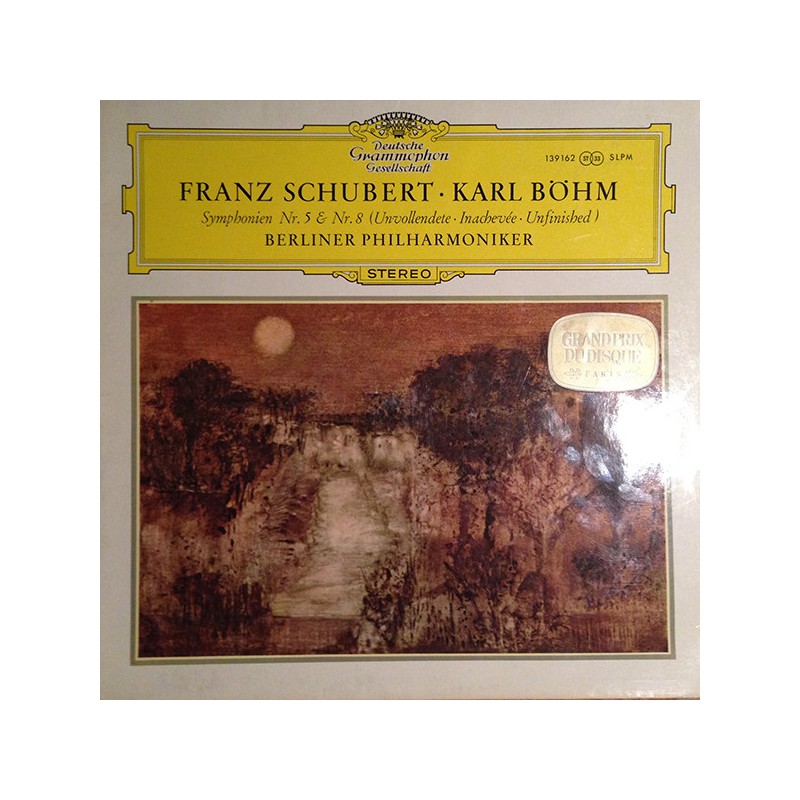 Deutsche
Grammophon
Gesellschaft
139162 ST 33 SLPM
FRANZ SCHUBERT · KARL BÖHM
Symphonien Nr. 5 & Nr. 8 (Unvollendete · Inachevée · Unfinished)
BERLINER PHILHARMONIKER
STEREO
GRAND PRIX
DU DISQUE
PARIS